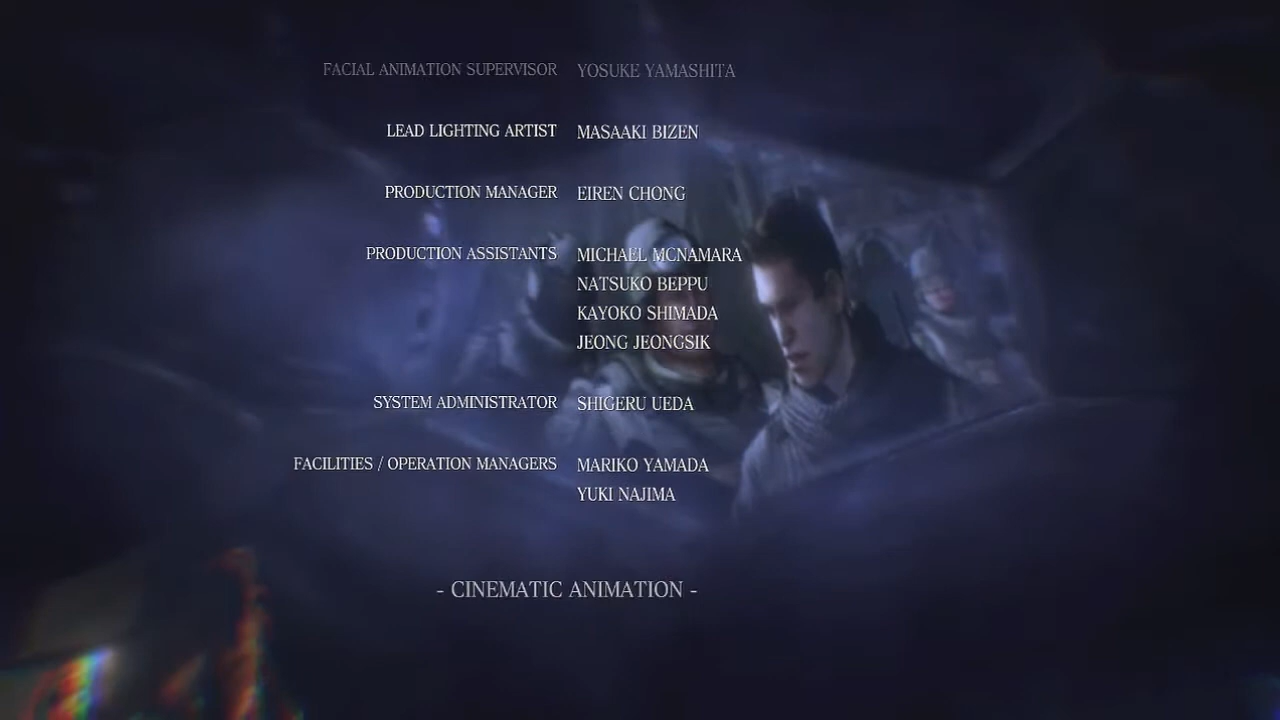 FACIAL ANIMATION SUPERVISOR YOSUKE YAMASHITA
LEAD LIGHTING ARTIST MASAAKI BIZEN
PRODUCTION MANAGER EIREN CHONG
PRODUCTION ASSISTANTS MICHAEL MCNAMARA
NATSUKO BEPPU
KAYOKO SHIMADA
JEONG JEONGSIK
SYSTEM ADMINISTRATOR SHIGERU UEDA
FACILITIES / OPERATION MANAGERS MARIKO YAMADA
YUKI NAJIMA
- CINEMATIC ANIMATION -